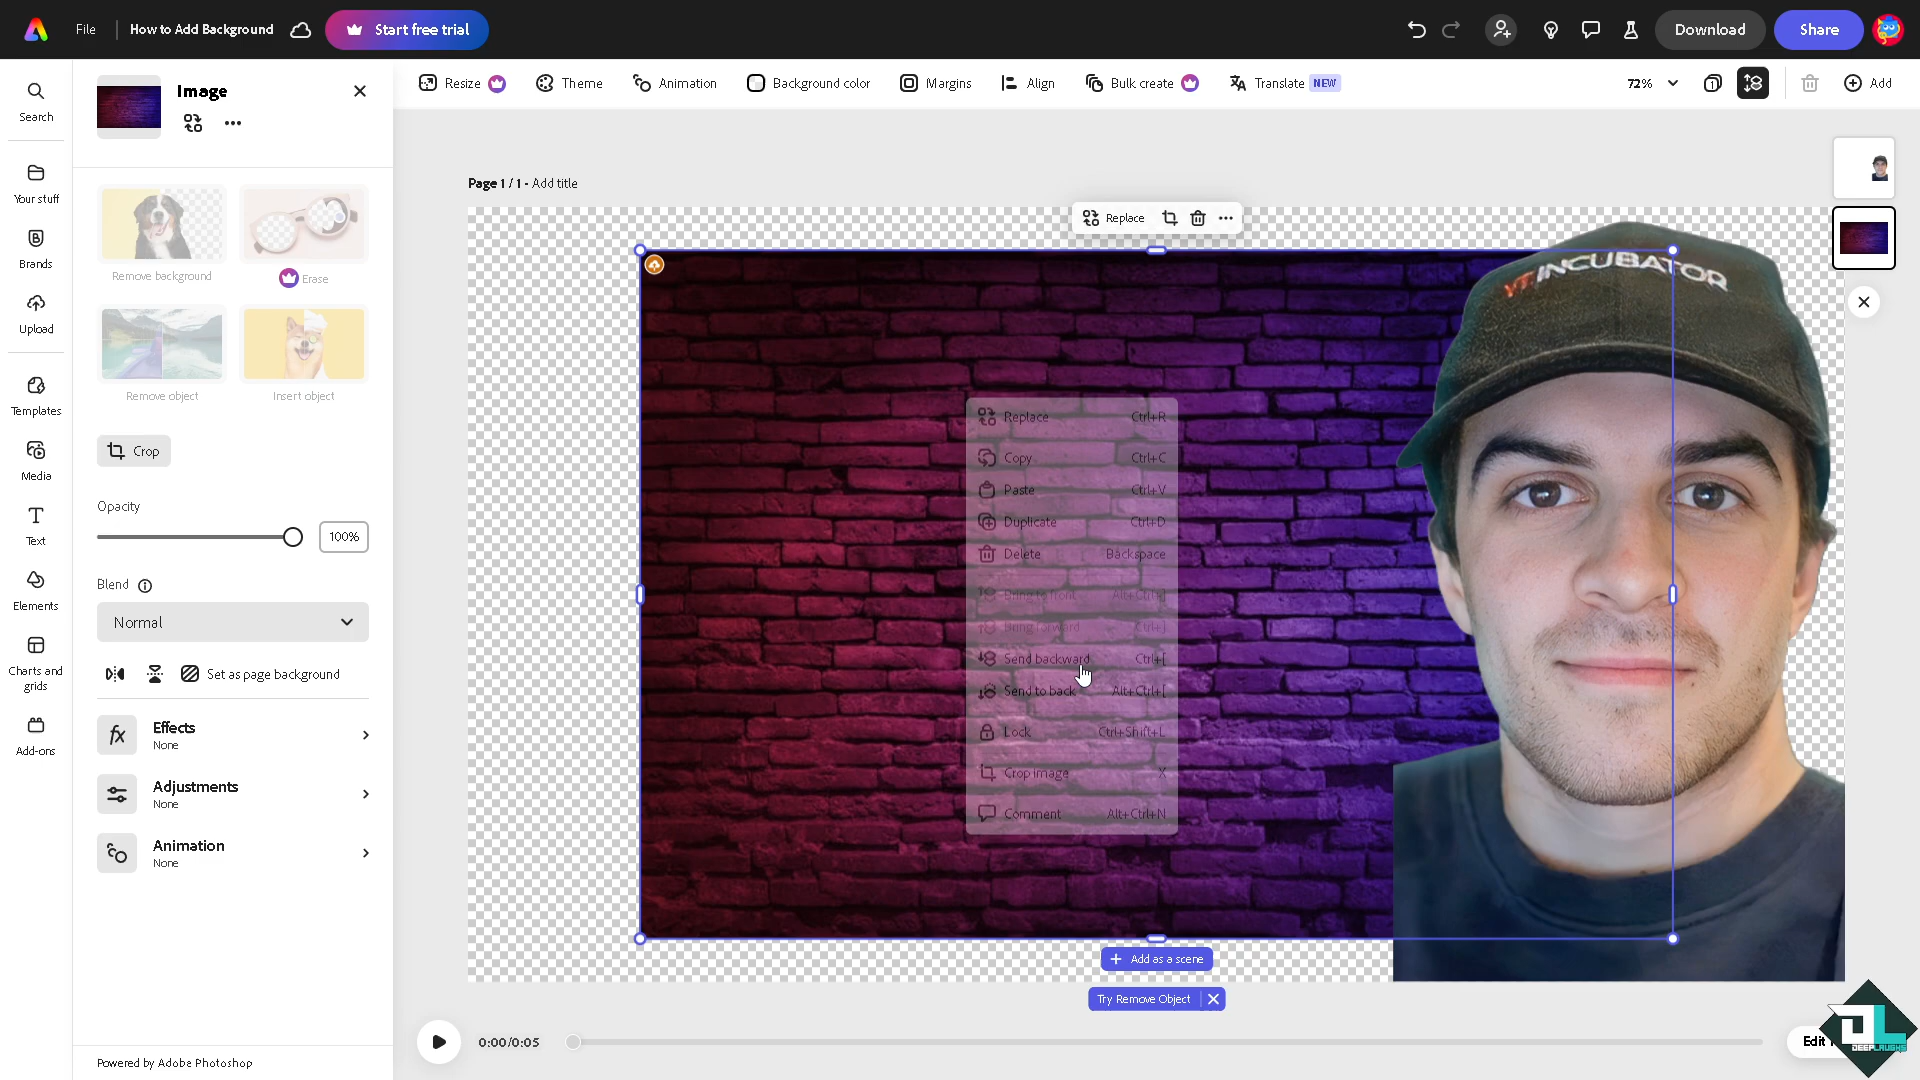 File
How to Add Background
Start free trial
Download
Share
Search
Your stuff
Brands
Upload
Templates
Media
Text
Elements
Charts and
grids
Add-ons
Image
Remove background
Erase
Remove object
Insert object
Crop
Opacity
100%
Blend
Normal
Set as page background
Effects
None
Adjustments
None
Animation
None
Powered by Adobe Photoshop
Resize
Theme
Animation
Background color
Margins
Align
Bulk create
Translate NEW
72%
1
Add
Page 1 / 1 - Add title
Replace
INCUBATOR
Replace Ctrl+R
Copy Ctrl+C
Paste Ctrl+V
Duplicate Ctrl+D
Delete Backspace
Bring to front Alt+Ctrl+]
Bring forward Ctrl+]
Send backward Ctrl+[
Send to back Alt+Ctrl+[
Lock Ctrl+Shift+L
Crop image X
Comment Alt+Ctrl+N
Add as a scene
Try Remove Object
0:00/0:05
Edit
DEEPLAUGHS